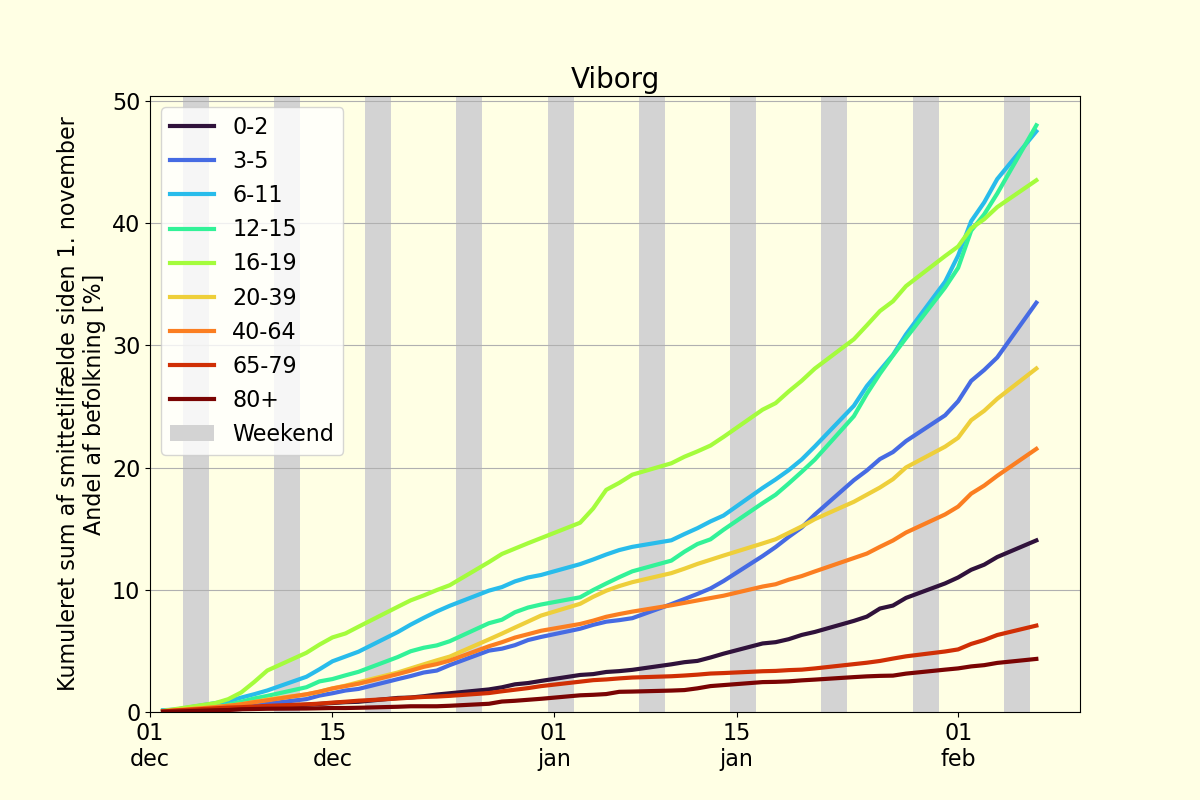 Viborg
Kumuleret sum af smittetilfælde siden 1. november
Andel af befolkning [%]
50
40
30
20
10
0
0-2
3-5
6-11
12-15
16-19
20-39
40-64
65-79
80+
Weekend
01
dec
15
dec
01
jan
15
jan
01
feb